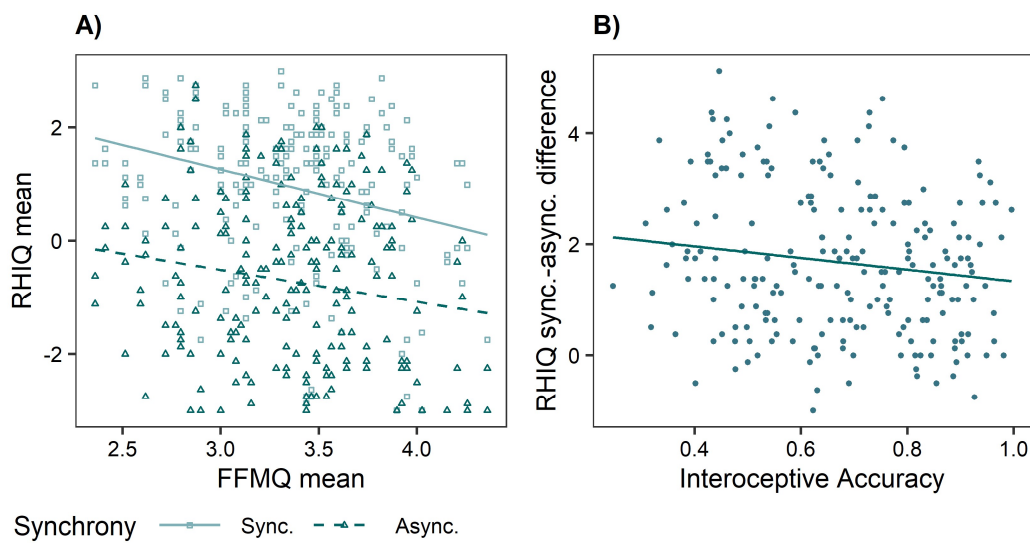 A)
RHIQ mean
2
0
-2
2.5 3.0 3.5 4.0
FFMQ mean
Synchrony Sync. Async.
B)
RHIQ sync.-async. difference
4
2
0
0.4 0.6 0.8 1.0
Interoceptive Accuracy